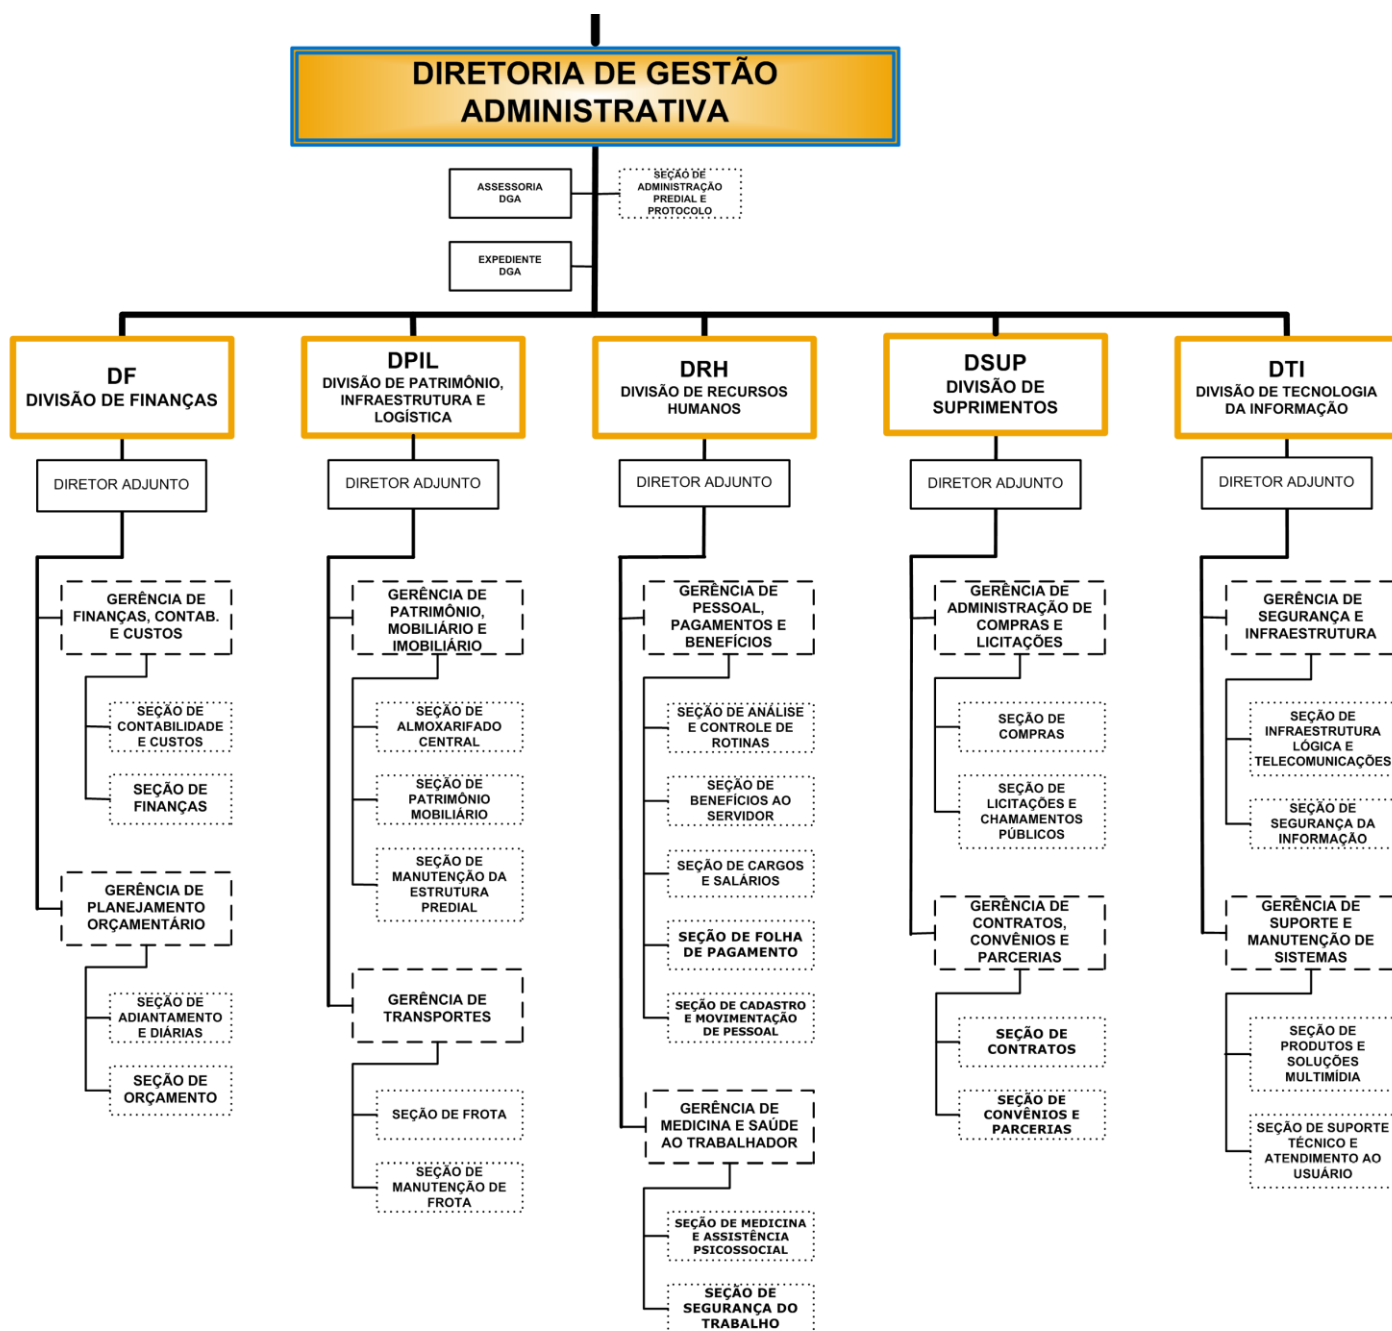 DIRETORIA DE GESTÃO
ADMINISTRATIVA
ASSESSORIA
DGA
SEÇÃO DE
ADMINISTRAÇÃO
PREDIAL E
PROTOCOLO
EXPEDIENTE
DGA
DF
DIVISÃO DE FINANÇAS
DIRETOR ADJUNTO
GERÊNCIA DE
FINANÇAS, CONTAB.
E CUSTOS
SEÇÃO DE
CONTABILIDADE
E CUSTOS
SEÇÃO DE
FINANÇAS
GERÊNCIA DE
PLANEJAMENTO
ORÇAMENTÁRIO
SEÇÃO DE
ADIANTAMENTO
E DIÁRIAS
SEÇÃO DE
ORÇAMENTO
DPIL
DIVISÃO DE PATRIMÔNIO,
INFRAESTRUTURA E
LOGÍSTICA
DIRETOR ADJUNTO
GERÊNCIA DE
PATRIMÔNIO,
MOBILIÁRIO E
IMOBILIÁRIO
SEÇÃO DE
ALMOXARIFADO
CENTRAL
SEÇÃO DE
PATRIMÔNIO
MOBILIÁRIO
SEÇÃO DE
MANUTENÇÃO DA
ESTRUTURA
PREDIAL
GERÊNCIA DE
TRANSPORTES
SEÇÃO DE FROTA
SEÇÃO DE
MANUTENÇÃO DE
FROTA
DRH
DIVISÃO DE RECURSOS
HUMANOS
DIRETOR ADJUNTO
GERÊNCIA DE
PESSOAL,
PAGAMENTOS E
BENEFÍCIOS
SEÇÃO DE ANÁLISE
E CONTROLE DE
ROTINAS
SEÇÃO DE
BENEFÍCIOS AO
SERVIDOR
SEÇÃO DE CARGOS
E SALÁRIOS
SEÇÃO DE FOLHA
DE PAGAMENTO
SEÇÃO DE CADASTRO
E MOVIMENTAÇÃO
DE PESSOAL
GERÊNCIA DE
MEDICINA E SAÚDE
AO TRABALHADOR
SEÇÃO DE MEDICINA
E ASSISTÊNCIA
PSICOSSOCIAL
SEÇÃO DE
SEGURANÇA DO
TRABALHO
DSUP
DIVISÃO DE
SUPRIMENTOS
DIRETOR ADJUNTO
GERÊNCIA DE
ADMINISTRAÇÃO DE
COMPRAS E
LICITAÇÕES
SEÇÃO DE
COMPRAS
SEÇÃO DE
LICITAÇÕES E
CHAMAMENTOS
PÚBLICOS
GERÊNCIA DE
CONTRATOS,
CONVÊNIOS E
PARCERIAS
SEÇÃO DE
CONTRATOS
SEÇÃO DE
CONVÊNIOS E
PARCERIAS
DTI
DIVISÃO DE TECNOLOGIA
DA INFORMAÇÃO
DIRETOR ADJUNTO
GERÊNCIA DE
SEGURANÇA E
INFRAESTRUTURA
SEÇÃO DE
INFRAESTRUTURA
LÓGICA E
TELECOMUNICAÇÕES
SEÇÃO DE
SEGURANÇA DA
INFORMAÇÃO
GERÊNCIA DE
SUPORTE E
MANUTENÇÃO DE
SISTEMAS
SEÇÃO DE
PRODUTOS E
SOLUÇÕES
MULTIMÍDIA
SEÇÃO DE SUPORTE
TÉCNICO E
ATENDIMENTO AO
USUÁRIO